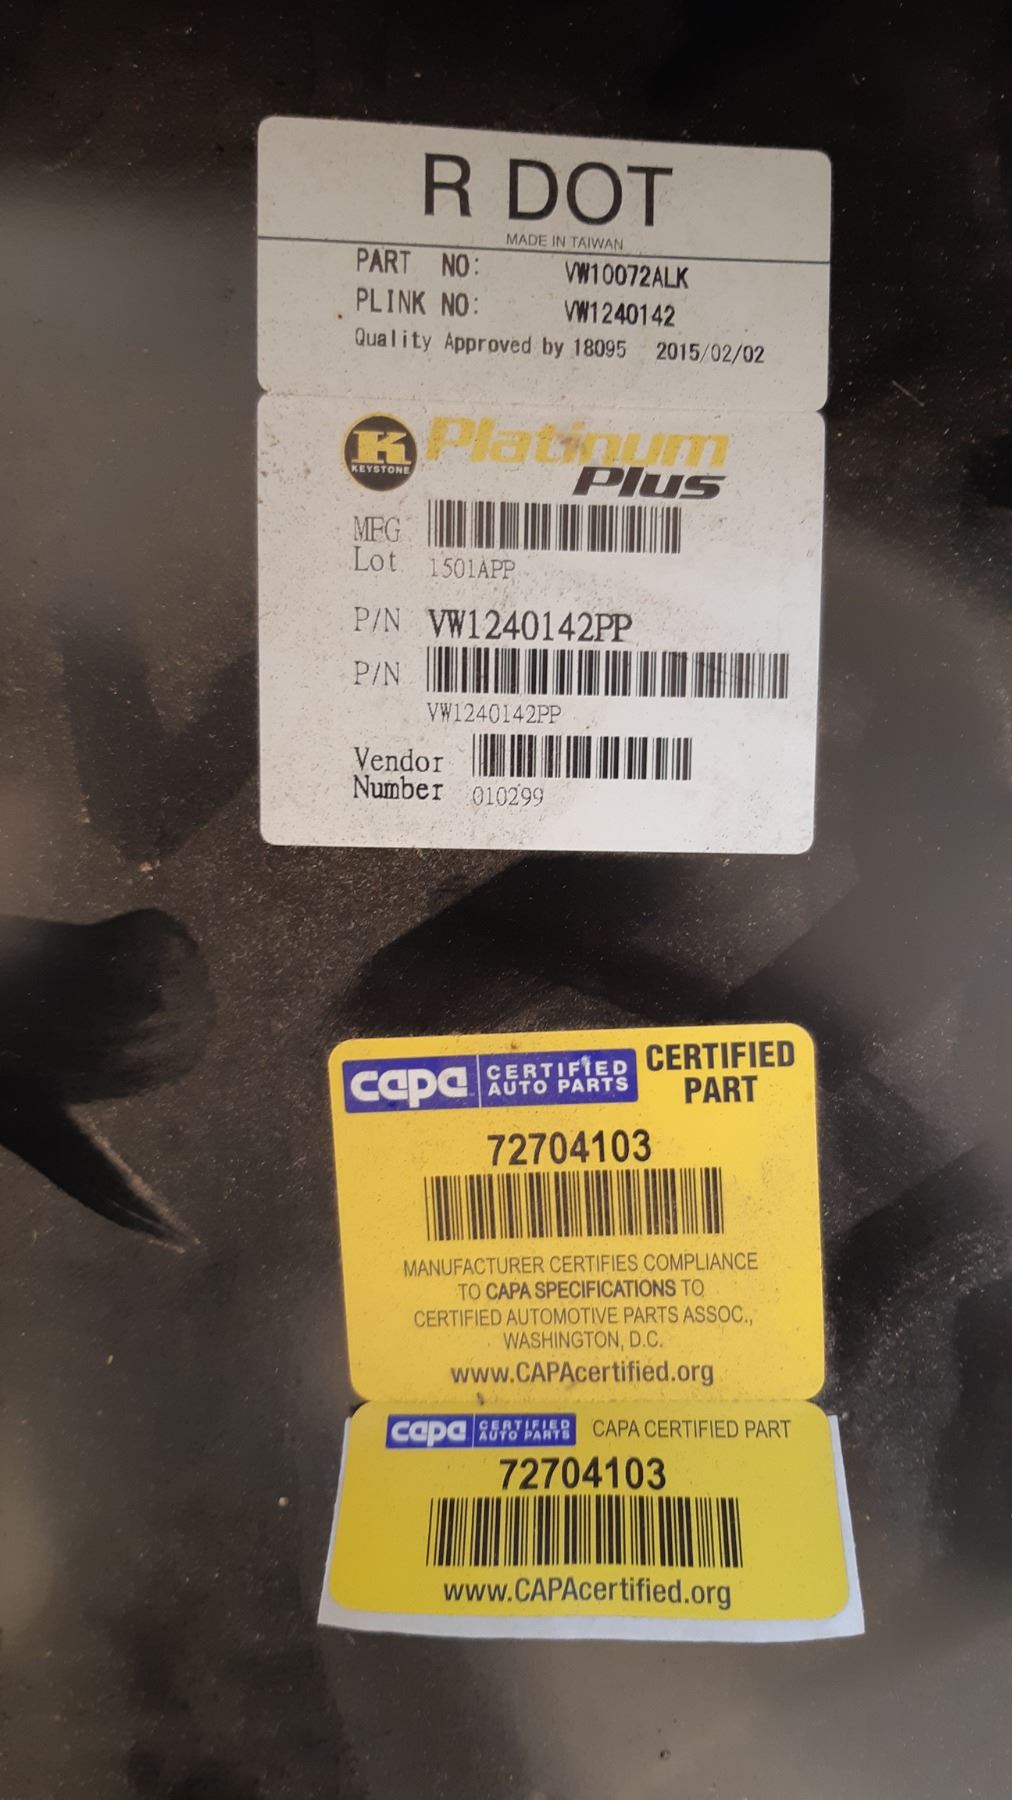 R DOT
MADE IN TAIWAN
PART NO: VW10072ALK
PLINK NO: VW1240142
Quality Approved by 18095 2015/02/02
K
KEYSTONE
Platinum
Plus
MFG
Lot 1501APP
P/N VW1240142PP
P/N
VW1240142PP
Vendor
Number 010299
capa CERTIFIED
AUTO PARTS
CERTIFIED
PART
72704103
MANUFACTURER CERTIFIES COMPLIANCE
TO CAPA SPECIFICATIONS TO
CERTIFIED AUTOMOTIVE PARTS ASSOC.,
WASHINGTON, D.C.
www.CAPAcertified.org
capa CERTIFIED
AUTO PARTS
CAPA CERTIFIED PART
72704103
www.CAPAcertified.org